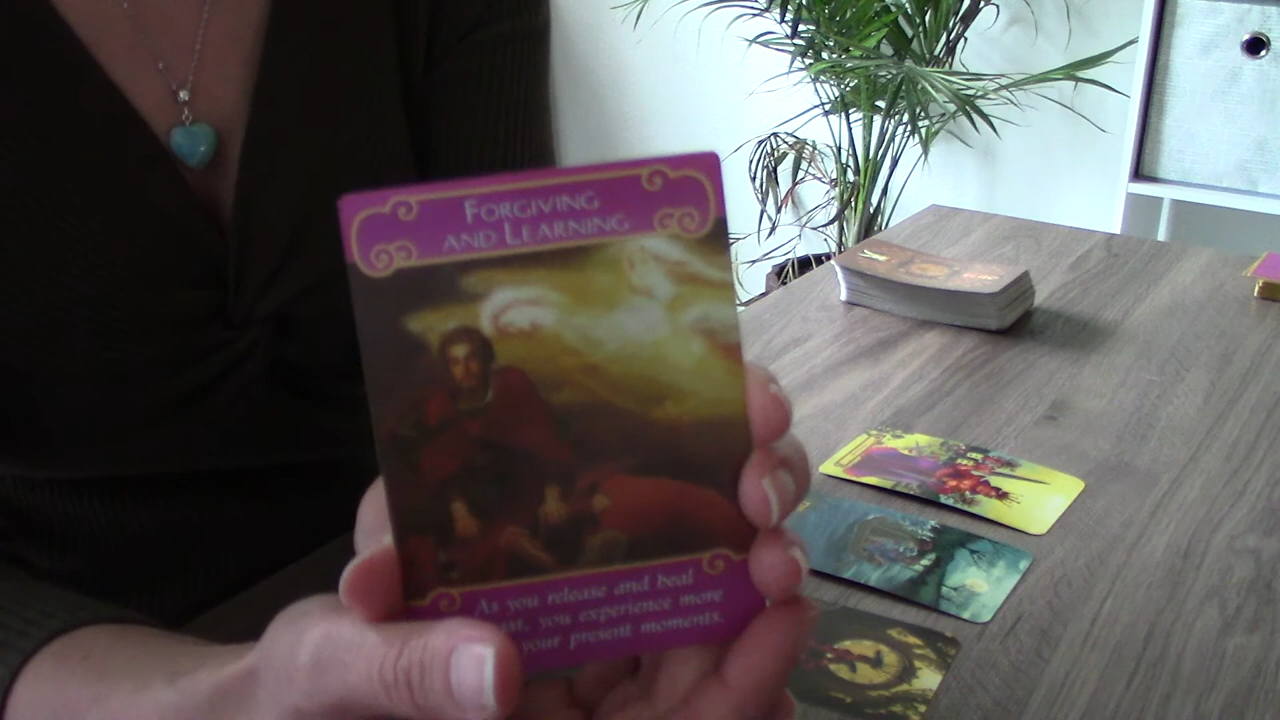 FORGIVING
AND LEARNING
As you release and heal
you experience more
your present moments.